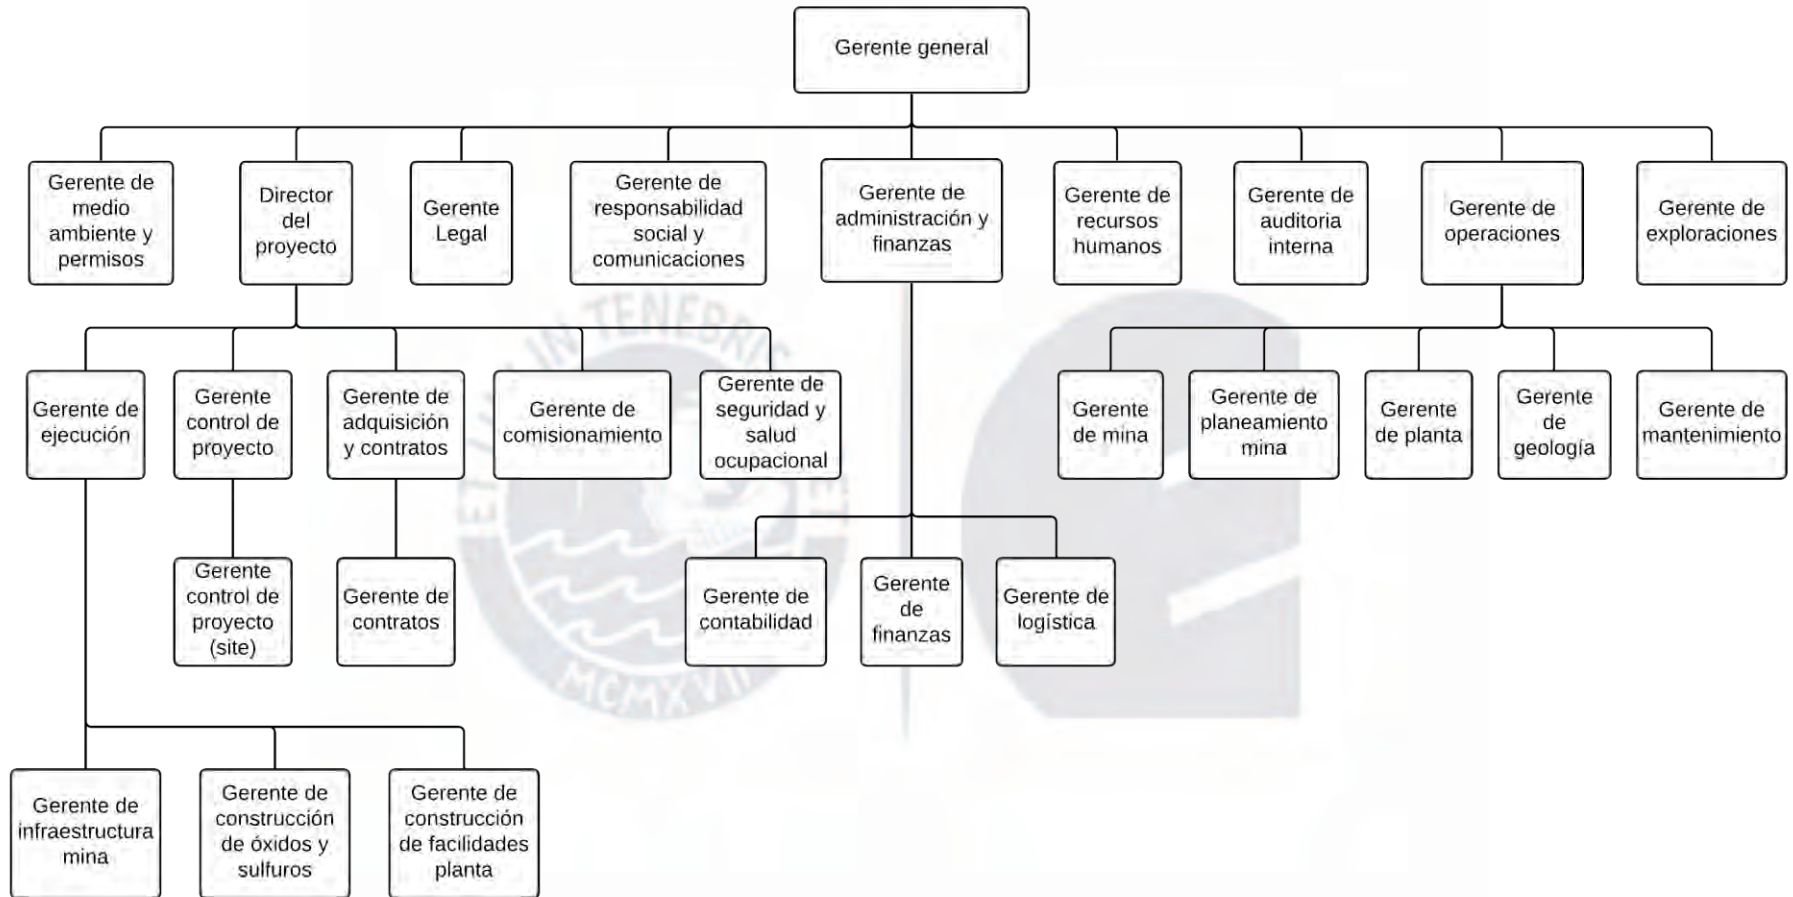 Gerente general
Gerente de
medio
ambiente y
permisos
Director
del
proyecto
Gerente
Legal
Gerente de
responsabilidad
social y
comunicaciones
Gerente de
administración y
finanzas
Gerente de
recursos
humanos
Gerente de
auditoria
interna
Gerente de
operaciones
Gerente de
exploraciones
Gerente de
ejecución
Gerente
control de
proyecto
Gerente de
adquisición
y contratos
Gerente de
comisionamiento
Gerente de
seguridad y
salud
ocupacional
Gerente
de mina
Gerente de
planeamiento
mina
Gerente
de planta
Gerente
de
geología
Gerente de
mantenimiento
Gerente
control de
proyecto
(site)
Gerente de
contratos
Gerente de
contabilidad
Gerente
de
finanzas
Gerente de
logística
Gerente de
infraestructura
mina
Gerente de
construcción
de óxidos y
sulfuros
Gerente de
construcción
de facilidades
planta
IN TENEBRIS
MCMXVII